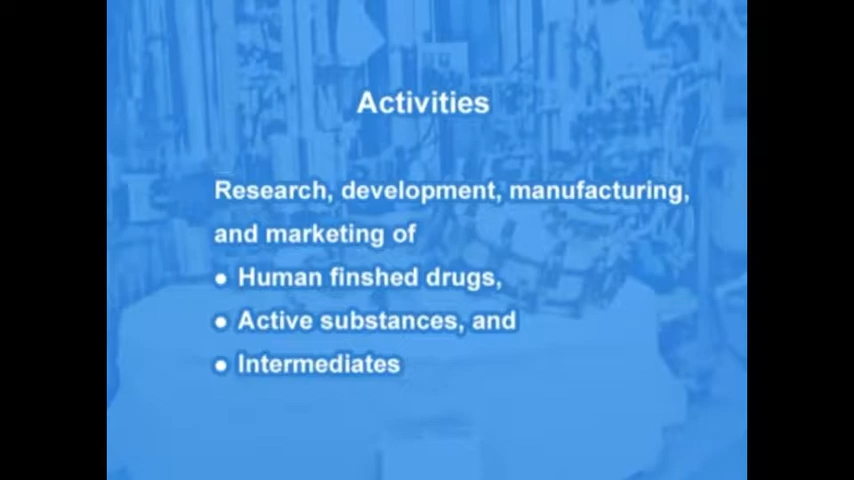 Activities
Research, development, manufacturing,
and marketing of
• Human finshed drugs,
• Active substances, and
• Intermediates